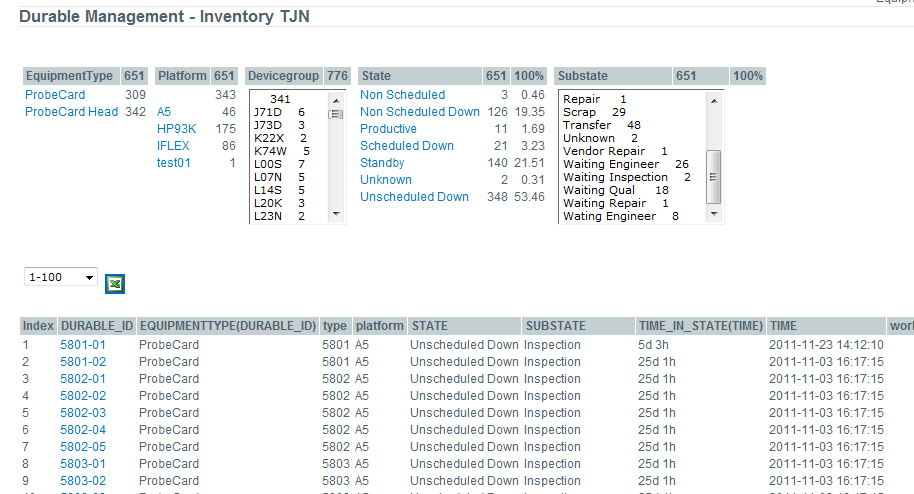 Durable Management - Inventory TJN
EquipmentType 651 Platform 651 Devicegroup 776 State 651 100% Substate 651 100%
ProbeCard 309 343 341 Non Scheduled 3 0.46 Repair 1
ProbeCard Head 342 A5 46 J71D 6 Non Scheduled Down 126 19.35 Scrap 29
HP93K 175 J73D 3 Productive 11 1.69 Transfer 48
IFLEX 86 K22X 2 Scheduled Down 21 3.23 Unknown 2
test01 1 K74W 5 Standby 140 21.51 Vendor Repair 1
L00S 7 Unknown 2 0.31 Waiting Engineer 26
L07N 5 Unscheduled Down 348 53.46 Waiting Inspection 2
L14S 5 Waiting Qual 18
L20K 3 Waiting Repair 1
L23N 2 Wating Engineer 8
1-100
Index DURABLE_ID EQUIPMENTTYPE(DURABLE_ID) type platform STATE SUBSTATE TIME_IN_STATE(TIME) TIME
1 5801-01 ProbeCard 5801 A5 Unscheduled Down Inspection 5d 3h 2011-11-23 14:12:10
2 5801-02 ProbeCard 5801 A5 Unscheduled Down Inspection 25d 1h 2011-11-03 16:17:15
3 5802-01 ProbeCard 5802 A5 Unscheduled Down Inspection 25d 1h 2011-11-03 16:17:15
4 5802-02 ProbeCard 5802 A5 Unscheduled Down Inspection 25d 1h 2011-11-03 16:17:15
5 5802-03 ProbeCard 5802 A5 Unscheduled Down Inspection 25d 1h 2011-11-03 16:17:15
6 5802-04 ProbeCard 5802 A5 Unscheduled Down Inspection 25d 1h 2011-11-03 16:17:15
7 5802-05 ProbeCard 5802 A5 Unscheduled Down Inspection 25d 1h 2011-11-03 16:17:15
8 5803-01 ProbeCard 5803 A5 Unscheduled Down Inspection 25d 1h 2011-11-03 16:17:15
9 5803-02 ProbeCard 5803 A5 Unscheduled Down Inspection 25d 1h 2011-11-03 16:17:15